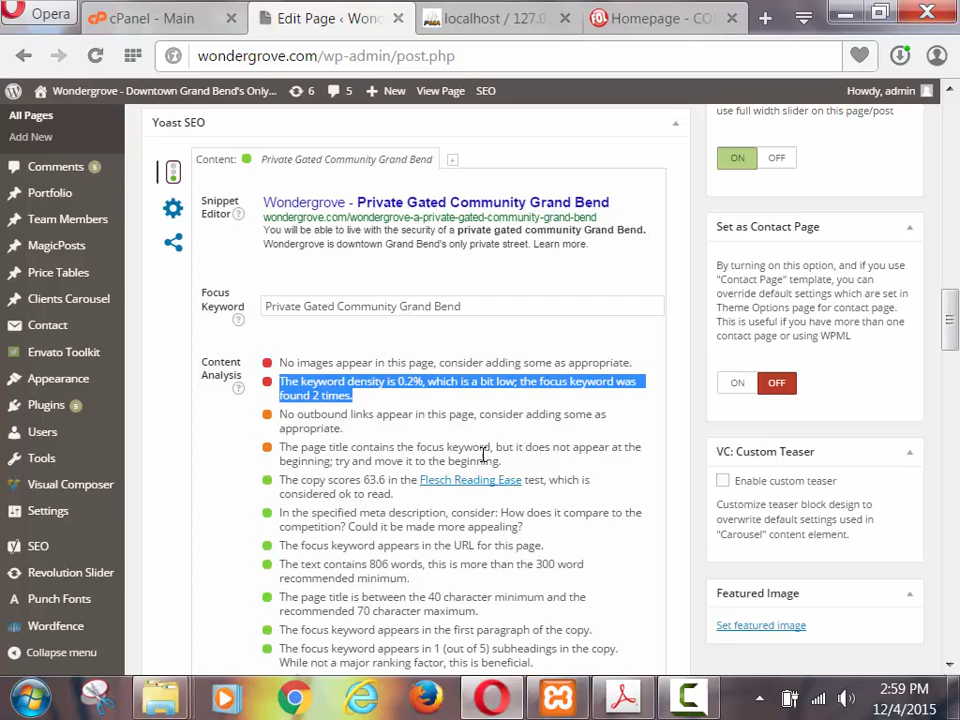 Opera
cPanel - Main
Edit Page ‹ Won
localhost / 127.0
Homepage - CO
wondergrove.com/wp-admin/post.php
Wondergrove - Downtown Grand Bend's Only...
6
5
New
View Page
SEO
Howdy, admin
All Pages
Add New
Comments 5
Portfolio
Team Members
MagicPosts
Price Tables
Clients Carousel
Contact
Envato Toolkit
Appearance
Plugins 5
Users
Tools
Visual Composer
Settings
SEO
Revolution Slider
Punch Fonts
Wordfence
Collapse menu
Yoast SEO
Content: Private Gated Community Grand Bend
Snippet
Editor
Wondergrove - Private Gated Community Grand Bend
wondergrove.com/wondergrove-a-private-gated-community-grand-bend
You will be able to live with the security of a private gated community Grand Bend.
Wondergrove is downtown Grand Bend's only private street. Learn more.
Focus
Keyword
Private Gated Community Grand Bend
Content
Analysis
No images appear in this page, consider adding some as appropriate.
The keyword density is 0.2%, which is a bit low; the focus keyword was
found 2 times.
No outbound links appear in this page, consider adding some as
appropriate.
The page title contains the focus keyword, but it does not appear at the
beginning; try and move it to the beginning.
The copy scores 63.6 in the Flesch Reading Ease test, which is
considered ok to read.
In the specified meta description, consider: How does it compare to the
competition? Could it be made more appealing?
The focus keyword appears in the URL for this page.
The text contains 806 words, this is more than the 300 word
recommended minimum.
The page title is between the 40 character minimum and the
recommended 70 character maximum.
The focus keyword appears in the first paragraph of the copy.
The focus keyword appears in 1 (out of 5) subheadings in the copy.
While not a major ranking factor, this is beneficial.
use full width slider on this page/post
ON OFF
Set as Contact Page
By turning on this option, and if you use
"Contact Page" template, you can
override default settings which are set in
Theme Options page for contact page.
This is useful if you have more than one
contact page or using WPML
ON OFF
VC: Custom Teaser
Enable custom teaser
Customize teaser block design to
overwrite default settings used in
"Carousel" content element.
Featured Image
Set featured image
2:59 PM
12/4/2015